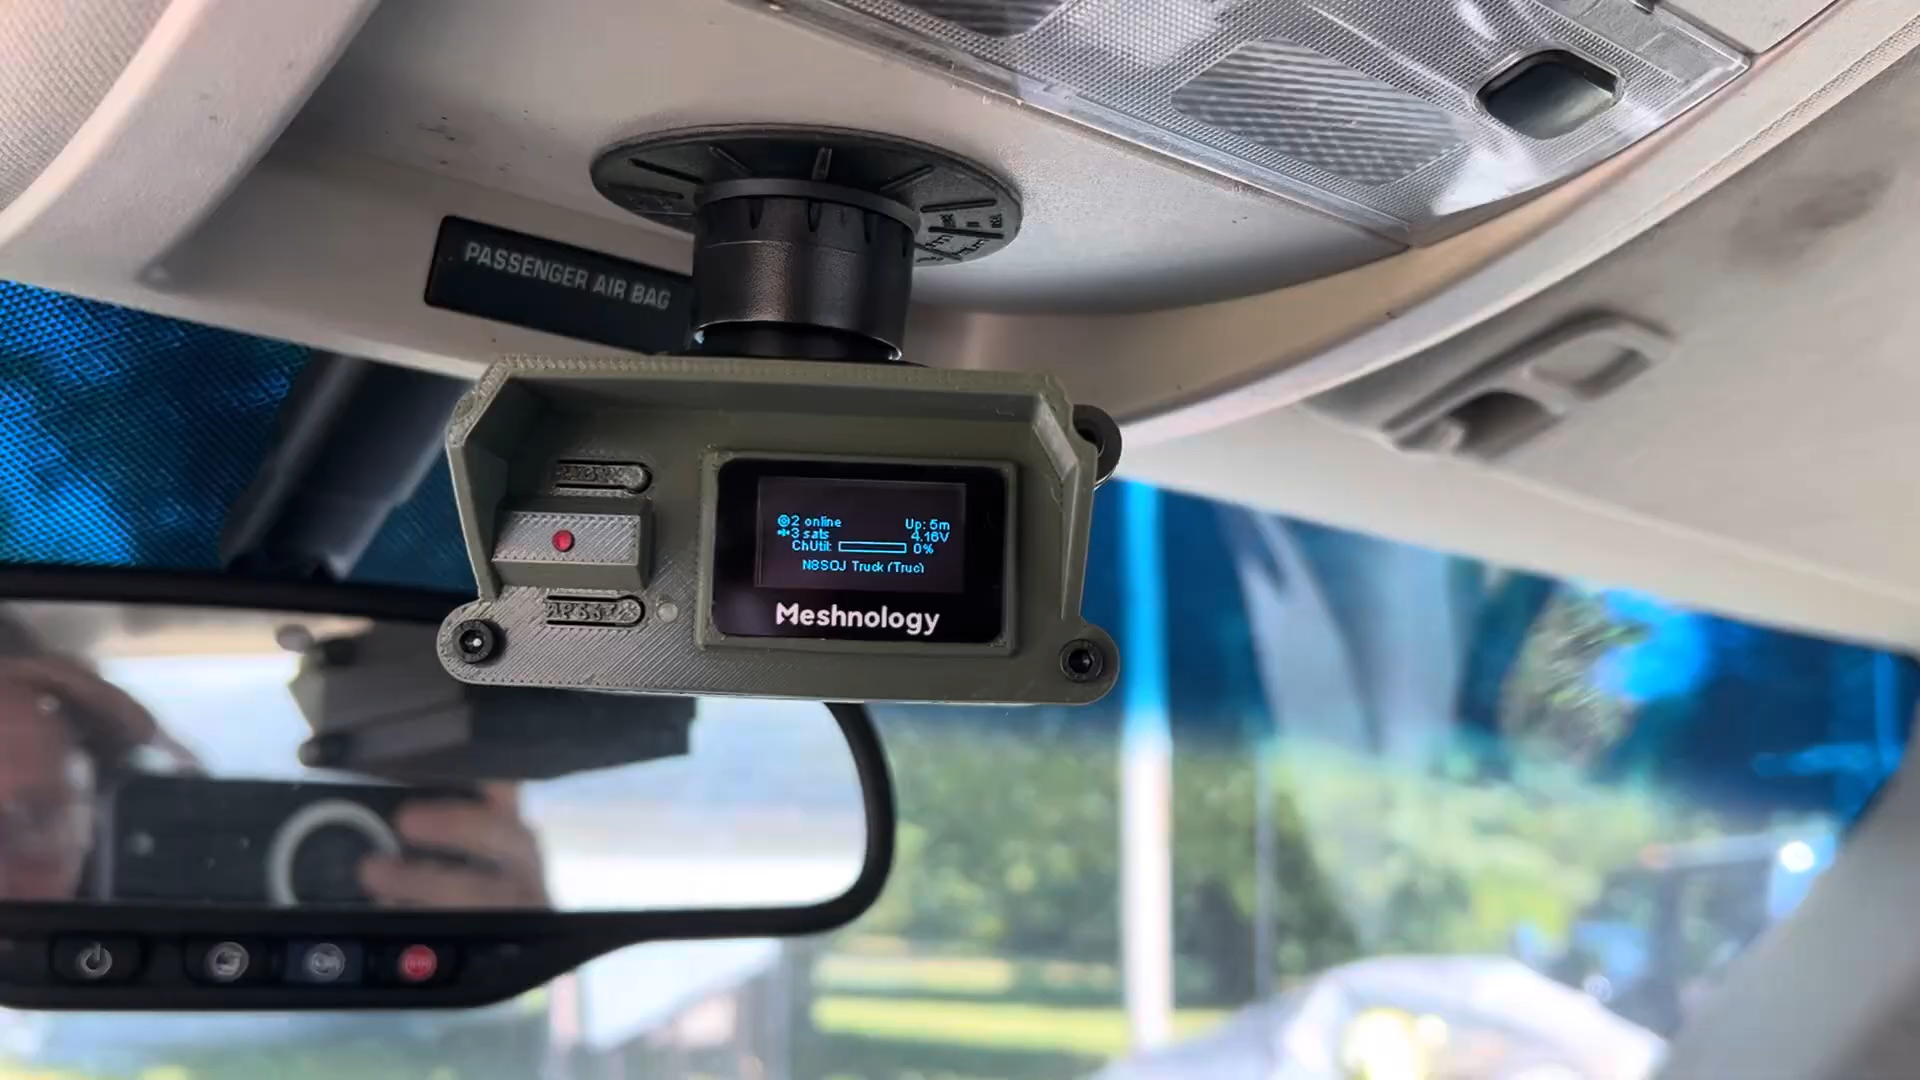 PASSENGER AIR BAG
2 online
Up: 5m
3 sats
4.16V
ChUtil:
0%
N8SOJ Truck (Truc)
Meshnology